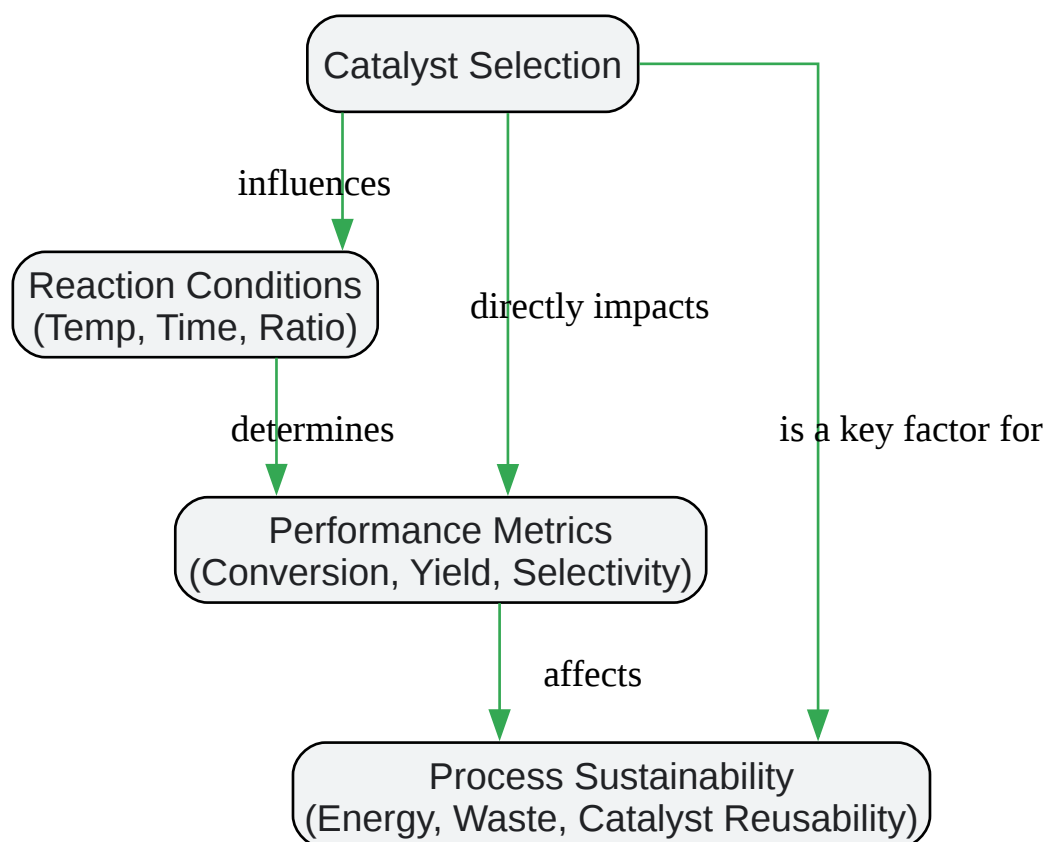 Catalyst Selection
influences
Reaction Conditions
(Temp, Time, Ratio)
directly impacts
determines
is a key factor for
Performance Metrics
(Conversion, Yield, Selectivity)
affects
Process Sustainability
(Energy, Waste, Catalyst Reusability)